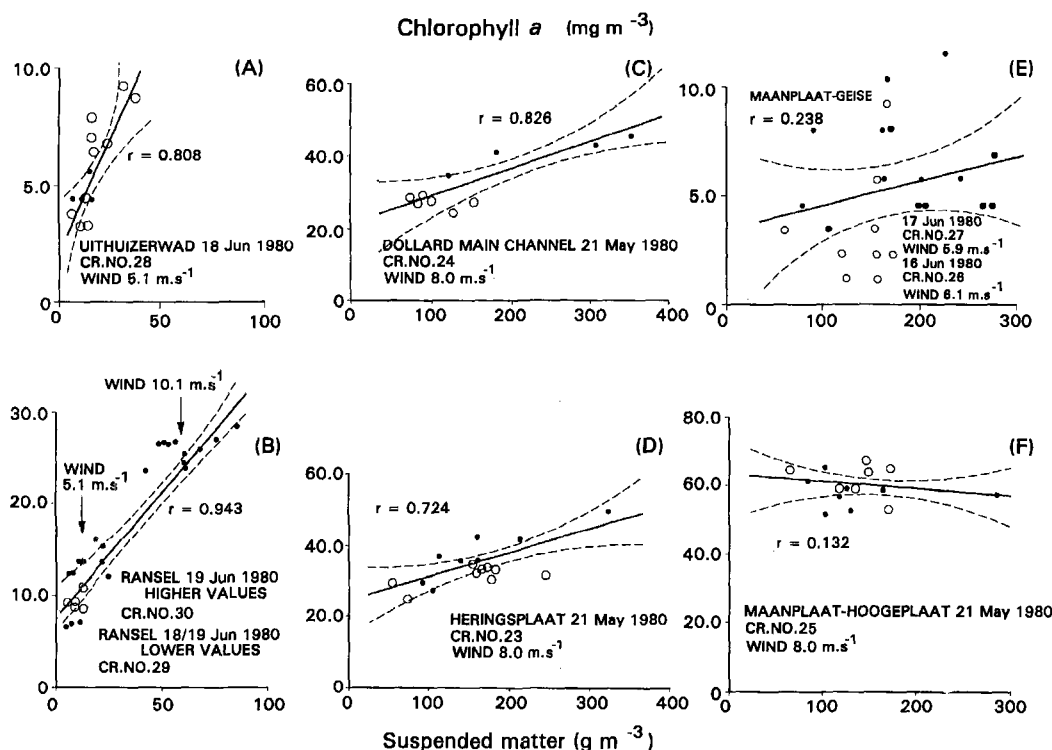 Chlorophyll a (mg m -3)
(A)
10.0
5.0
0
0 50 100
r = 0.808
UITHUIZERWAD 18 Jun 1980
CR.NO.28
WIND 5.1 m.s-1
(C)
60.0
40.0
20.0
0
0 100 200 300 400
r = 0.826
DOLLARD MAIN CHANNEL 21 May 1980
CR.NO.24
WIND 8.0 m.s-1
(E)
10.0
5.0
0
0 100 200 300
MAANPLAAT-GEISE
r = 0.238
17 Jun 1980
CR.NO.27
WIND 5.9 m.s-1
16 Jun 1980
CR.NO.26
WIND 6.1 m.s-1
(B)
30.0
20.0
10.0
0
0 50 100
WIND 10.1 m.s-1
WIND
5.1 m.s-1
r = 0.943
RANSEL 19 Jun 1980
HIGHER VALUES
CR.NO.30
RANSEL 18/19 Jun 1980
LOWER VALUES
CR.NO.29
(D)
60.0
40.0
20.0
0
0 100 200 300 400
r = 0.724
HERINGSPLAAT 21 May 1980
CR.NO.23
WIND 8.0 m.s-1
(F)
80.0
60.0
40.0
20.0
0
0 100 200 300
r = 0.132
MAANPLAAT-HOOGEPLAAT 21 May 1980
CR.NO.25
WIND 8.0 m.s-1
Suspended matter (g m -3)